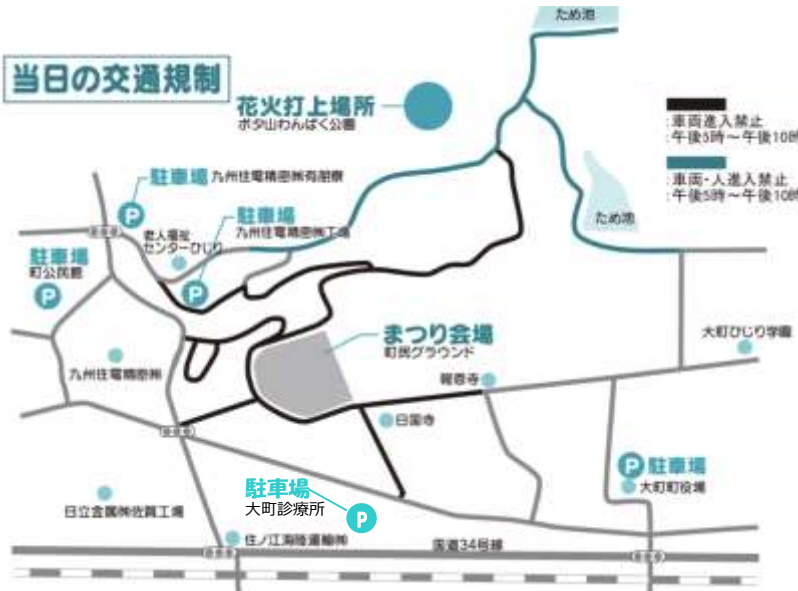 ため池
当日の交通規制
花火打上場所
ボタ山わんぱく公園
:車両進入禁止
:午後5時～午後10時
:車両・人進入禁止
:午後5時～午後10時
駐車場 九州住電精密㈱有朋寮
P
駐車場
九州住電精密㈱工場
老人福祉
センターひじり
P
ため池
駐車場
町公民館
P
まつり会場
町民グラウンド
大町ひじり学園
九州住電精密㈱
報恩寺
日国寺
P 駐車場
大町町役場
駐車場
大町診療所
P
日立金属㈱佐賀工場
住ノ江海陸運輸㈱
国道34号線